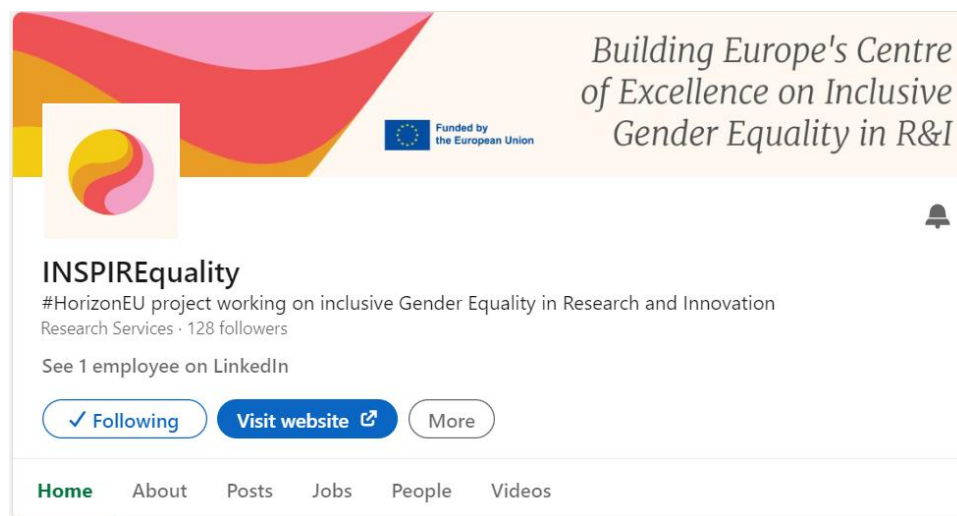 Building Europe's Centre
of Excellence on Inclusive
Gender Equality in R&I
Funded by
the European Union
INSPIREquality
#HorizonEU project working on inclusive Gender Equality in Research and Innovation
Research Services · 128 followers
See 1 employee on LinkedIn
✓ Following Visit website More
Home About Posts Jobs People Videos